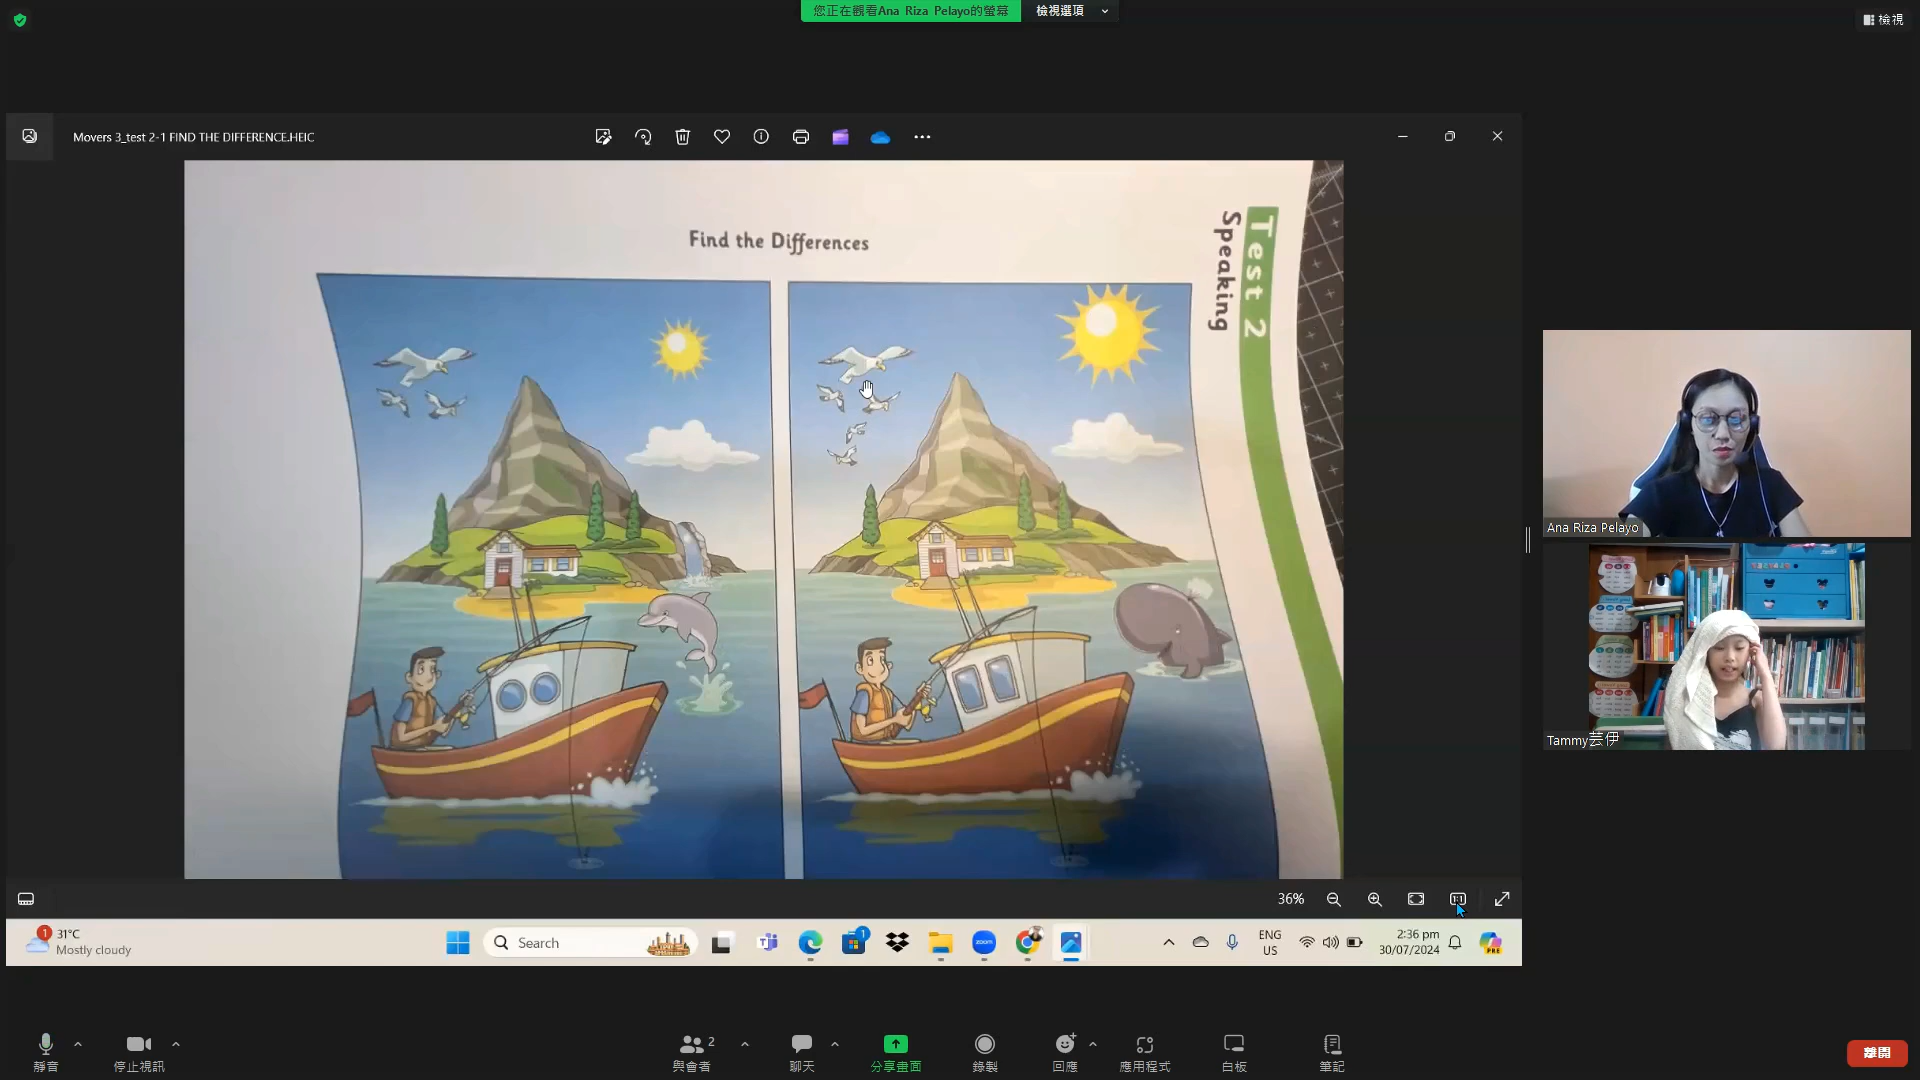 您正在觀看Ana Riza Pelayo的螢幕
檢視選項
檢視
Movers 3_test 2-1 FIND THE DIFFERENCE.HEIC
Find the Differences
Test 2
Speaking
Ana Riza Pelayo
Tammy芸伊
36%
1
31°C
Mostly cloudy
Search
zoom
1
ENG
US
2:36 pm
30/07/2024
PRE
靜音
停止視訊
與會者
2
聊天
分享畫面
錄製
回應
應用程式
白板
筆記
離開